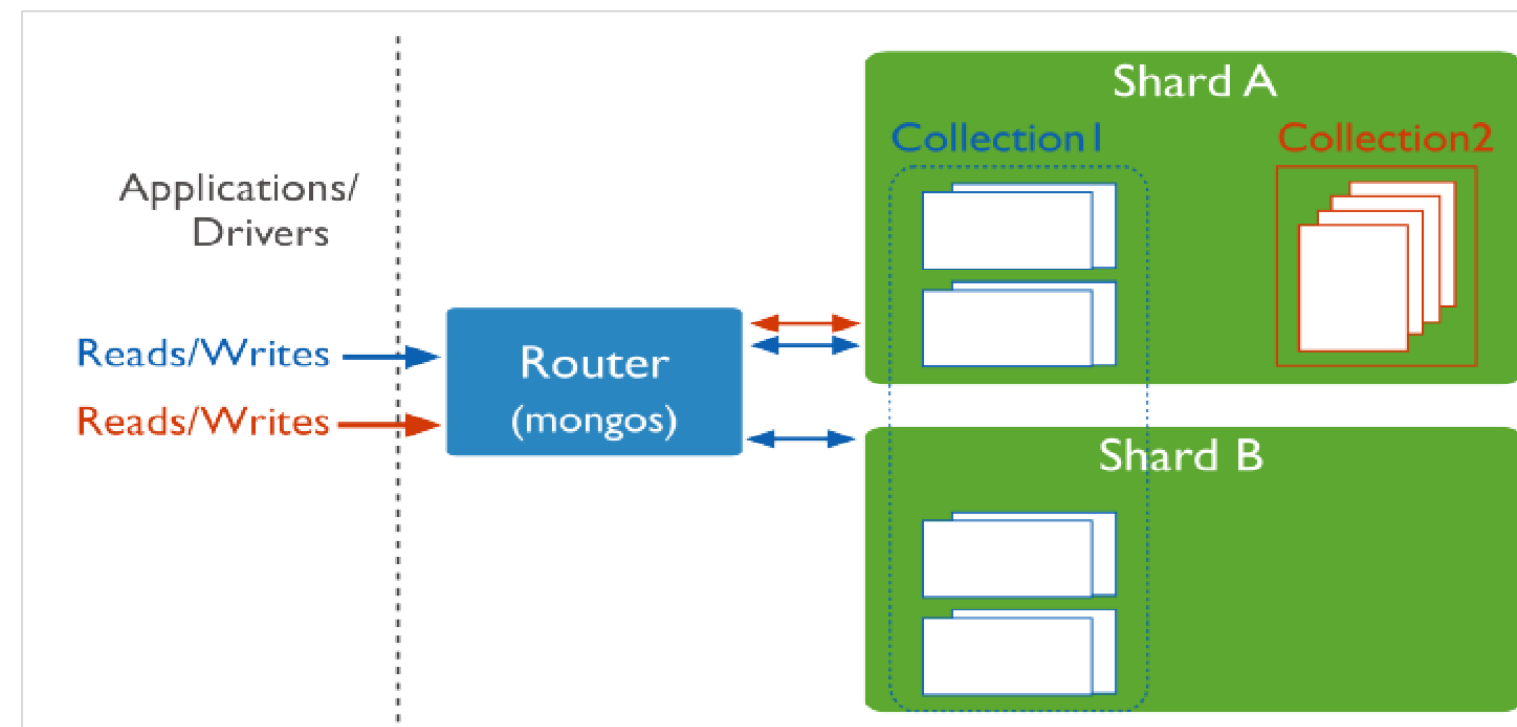 Applications/
Drivers
Reads/Writes
Reads/Writes
Router
(mongos)
Shard A
Collection1
Collection2
Shard B